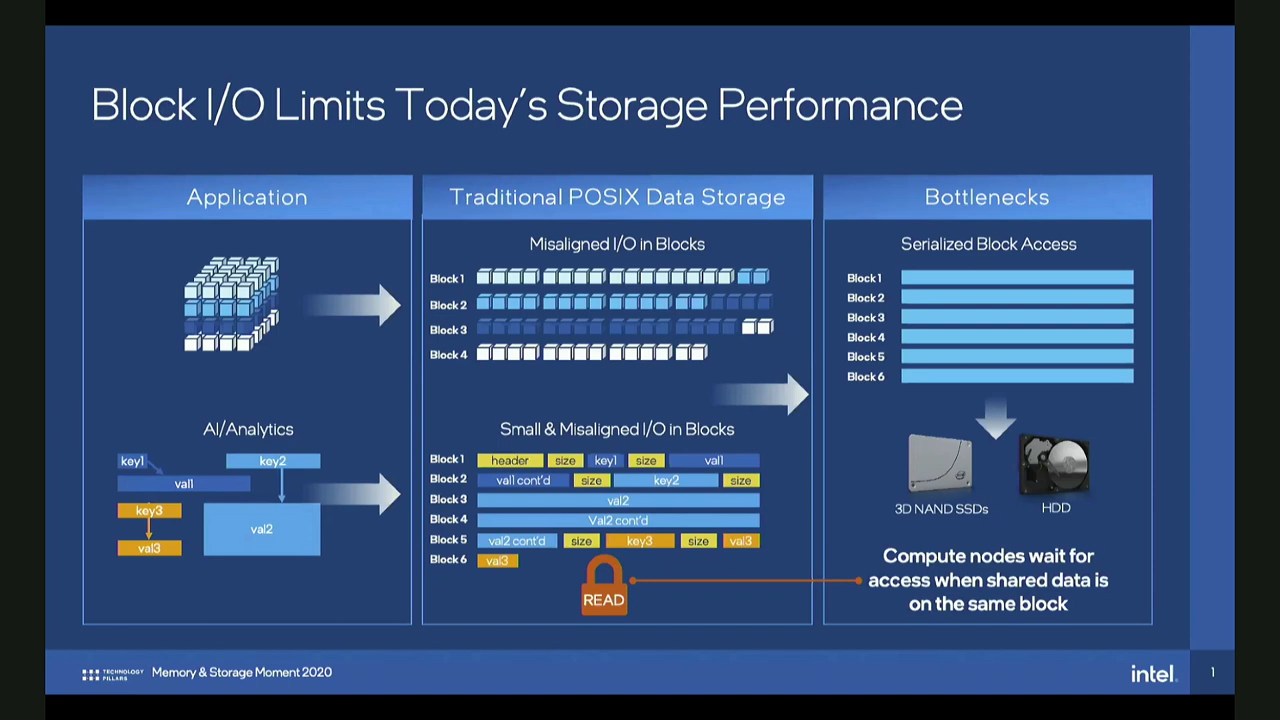 Block I/O Limits Today's Storage Performance
Application
AI/Analytics
key1
key2
val1
key3
val2
val3
Traditional POSIX Data Storage
Misaligned I/O in Blocks
Block 1
Block 2
Block 3
Block 4
Small & Misaligned I/O in Blocks
Block 1 header size key1 size val1
Block 2 val1 cont'd size key2 size
Block 3 val2
Block 4 Val2 cont'd
Block 5 val2 cont'd size key3 size val3
Block 6 val3
READ
Bottlenecks
Serialized Block Access
Block 1
Block 2
Block 3
Block 4
Block 5
Block 6
3D NAND SSDs
HDD
Compute nodes wait for
access when shared data is
on the same block
TECHNOLOGY
PILLARS
Memory & Storage Moment 2020
intel.
1